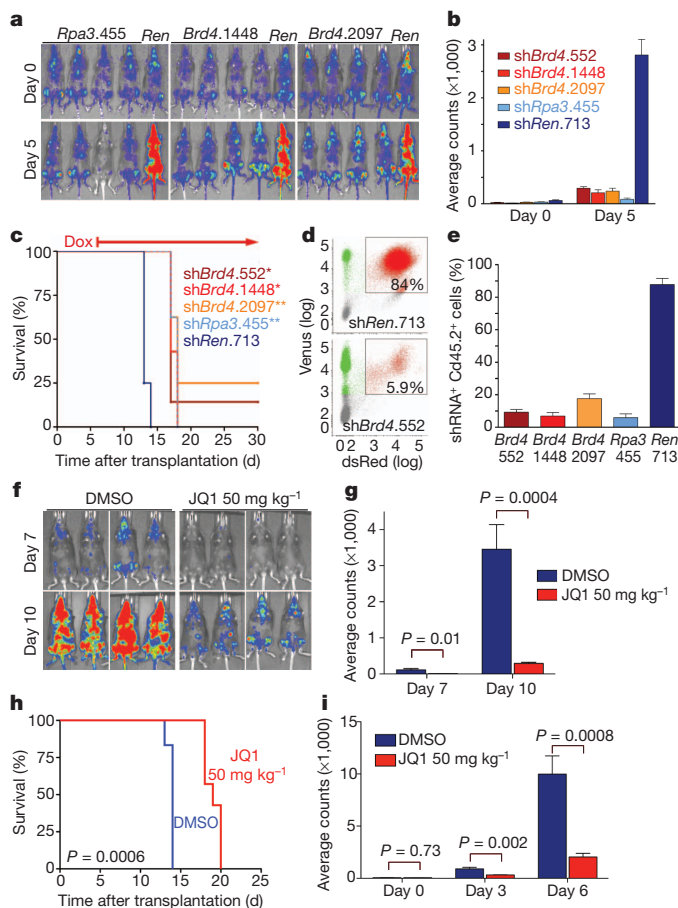 a
Rpa3.455 Ren Brd4.1448 Ren Brd4.2097 Ren
Day 0
Day 5
b
Average counts (×1,000)
3
2
1
0
shBrd4.552
shBrd4.1448
shBrd4.2097
shRpa3.455
shRen.713
Day 0 Day 5
c
Survival (%)
100
75
50
25
0
Dox
shBrd4.552*
shBrd4.1448*
shBrd4.2097**
shRpa3.455**
shRen.713
0 5 10 15 20 25 30
Time after transplantation (d)
d
Venus (log)
5
4
3
2
0
84%
shRen.713
5
4
3
2
0
5.9%
shBrd4.552
0 2 3 4 5
dsRed (log)
e
shRNA+ Cd45.2+ cells (%)
100
80
60
40
20
0
Brd4 Brd4 Brd4 Rpa3 Ren
552 1448 2097 455 713
f
DMSO JQ1 50 mg kg⁻¹
Day 7
Day 10
g
Average counts (×1,000)
4
3
2
1
0
P = 0.0004
DMSO
JQ1 50 mg kg⁻¹
P = 0.01
Day 7 Day 10
h
Survival (%)
100
75
50
25
0
JQ1
50 mg kg⁻¹
DMSO
P = 0.0006
0 5 10 15 20 25
Time after transplantation (d)
i
Average counts (×1,000)
15
10
5
0
DMSO
JQ1 50 mg kg⁻¹
P = 0.0008
P = 0.73
P = 0.002
Day 0 Day 3 Day 6